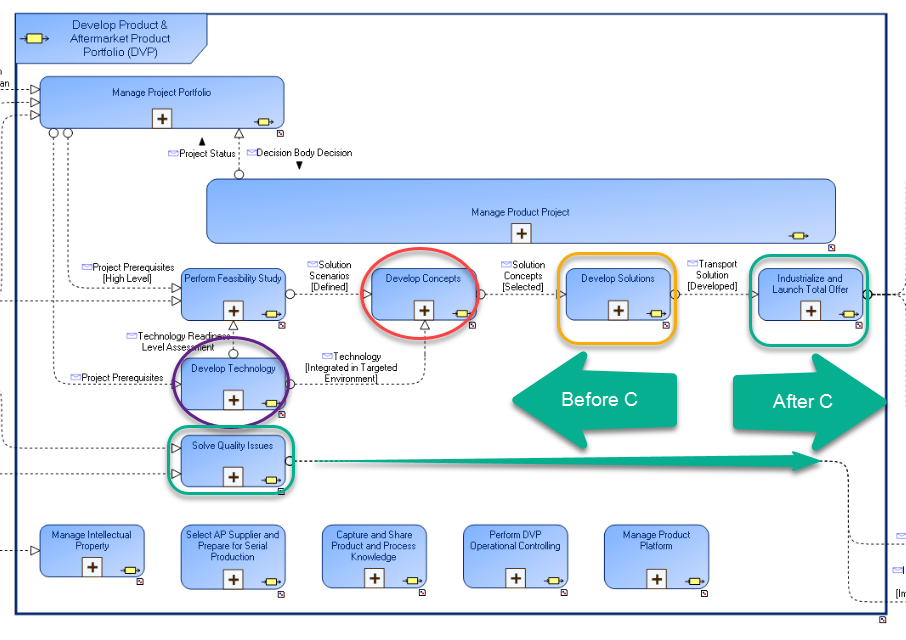 Develop Product &
Aftermarket Product
Portfolio (DVP)
n
an
Manage Project Portfolio
Project Status
Decision Body Decision
Manage Product Project
Project Prerequisites
[High Level]
Perform Feasibility Study
Solution
Scenarios
[Defined]
Develop Concepts
Solution
Concepts
[Selected]
Develop Solutions
Transport
Solution
[Developed]
Industrialize and
Launch Total Offer
Technology Readiness
Level Assessment
Project Prerequisites
Develop Technology
Technology
[Integrated in Targeted
Environment]
Before C
After C
Solve Quality Issues
Manage Intellectual
Property
Select AP Supplier and
Prepare for Serial
Production
Capture and Share
Product and Process
Knowledge
Perform DVP
Operational Controlling
Manage Product
Platform
[Im